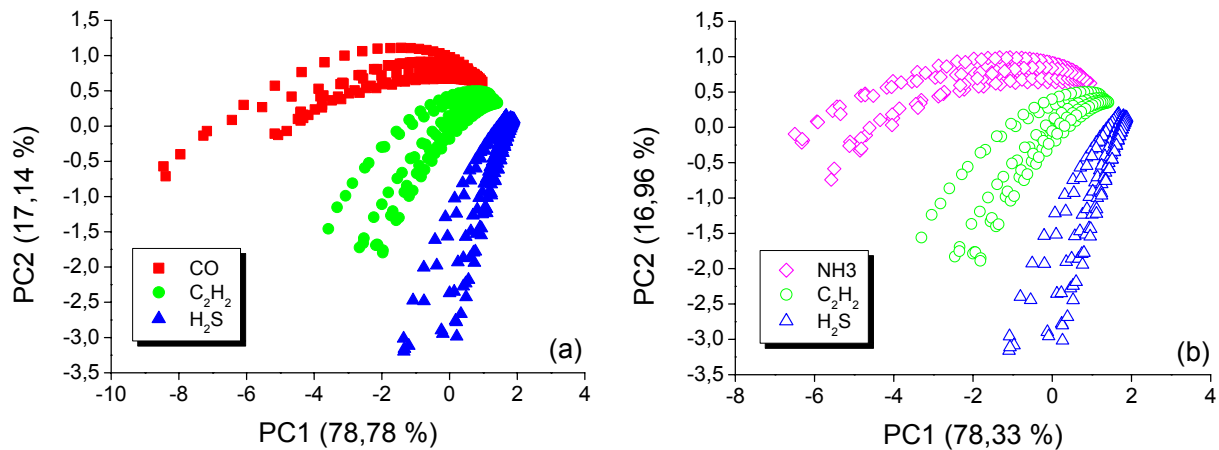 1,5
1,0
0,5
0,0
-0,5
-1,0
-1,5
-2,0
-2,5
-3,0
-3,5
PC2 (17,14 %)
CO
C₂H₂
H₂S
(a)
-10 -8 -6 -4 -2 0 2 4
PC1 (78,78 %)
1,5
1,0
0,5
0,0
-0,5
-1,0
-1,5
-2,0
-2,5
-3,0
-3,5
PC2 (16,96 %)
NH3
C₂H₂
H₂S
(b)
-8 -6 -4 -2 0 2 4
PC1 (78,33 %)